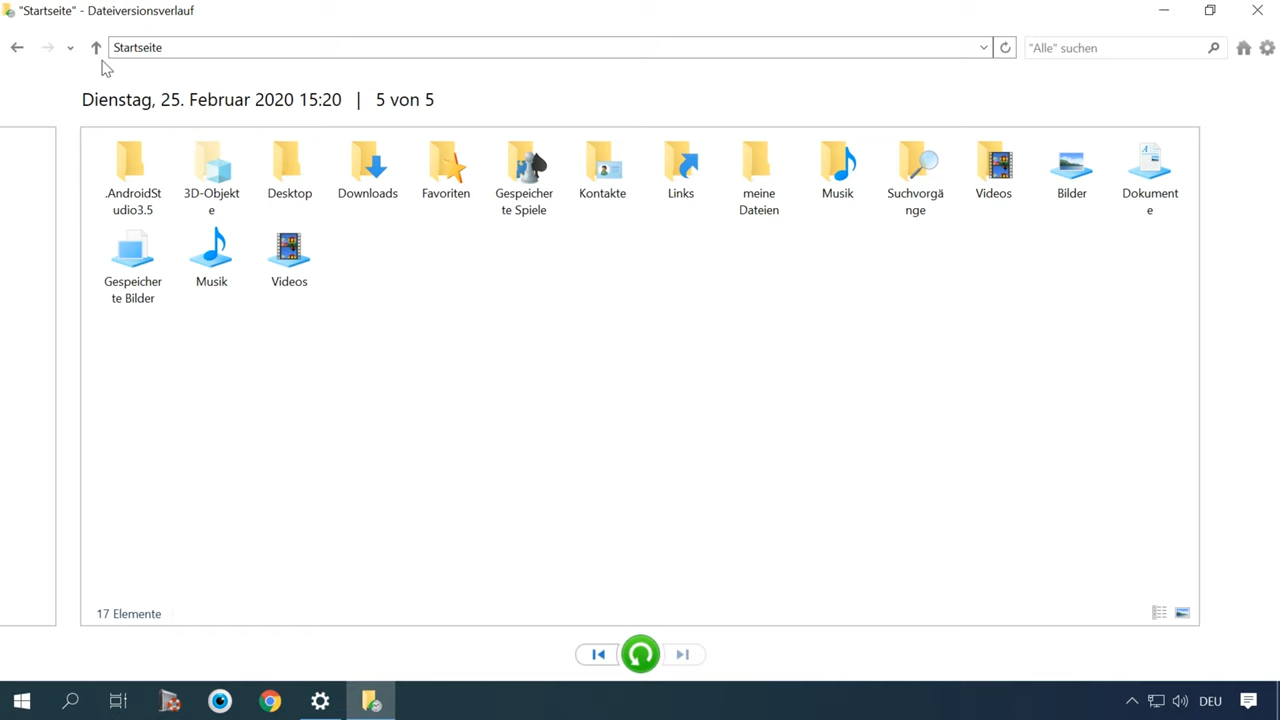 "Startseite" - Dateiversionsverlauf
Startseite
"Alle" suchen
Dienstag, 25. Februar 2020 15:20 | 5 von 5
.AndroidSt
udio3.5
3D-Objekt
e
Desktop
Downloads
Favoriten
Gespeicher
te Spiele
Kontakte
Links
meine
Dateien
Musik
Suchvorgä
nge
Videos
Bilder
Dokument
e
Gespeicher
te Bilder
Musik
Videos
17 Elemente
DEU